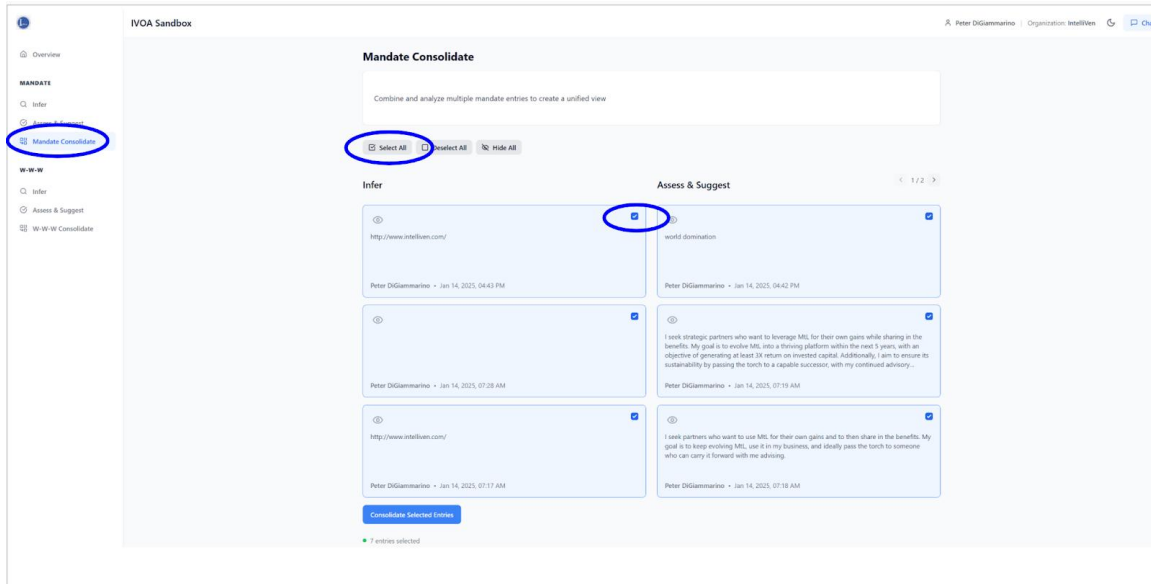 IVOA Sandbox
Peter DiGiammarino | Organization: IntelliVen
Overview
MANDATE
Infer
Assess & Suggest
Mandate Consolidate
W-W-W
Infer
Assess & Suggest
W-W-W Consolidate
Mandate Consolidate
Combine and analyze multiple mandate entries to create a unified view
Select All
Deselect All
Hide All
Infer
Assess & Suggest
< 1 / 2 >
http://www.intelliven.com/
Peter DiGiammarino • Jan 14, 2025, 04:43 PM
world domination
Peter DiGiammarino • Jan 14, 2025, 04:42 PM
Peter DiGiammarino • Jan 14, 2025, 07:28 AM
I seek strategic partners who want to leverage MtL for their own gains while sharing in the
benefits. My goal is to evolve MtL into a thriving platform within the next 5 years, with an
objective of generating at least 3X return on invested capital. Additionally, I aim to ensure its
sustainability by passing the torch to a capable successor, with my continued advisory...
Peter DiGiammarino • Jan 14, 2025, 07:19 AM
http://www.intelliven.com/
Peter DiGiammarino • Jan 14, 2025, 07:17 AM
I seek partners who want to use MtL for their own gains and to then share in the benefits. My
goal is to keep evolving MtL, use it in my business, and ideally pass the torch to someone
who can carry it forward with me advising.
Peter DiGiammarino • Jan 14, 2025, 07:18 AM
Consolidate Selected Entries
7 entries selected